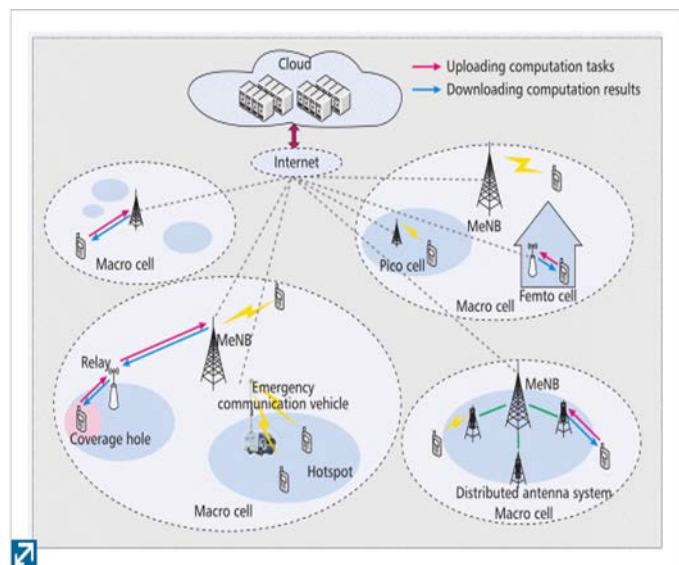 Cloud
Uploading computation tasks
Downloading computation results
Internet
MeNB
Pico cell
Femto cell
Macro cell
Macro cell
MeNB
Relay
Emergency
communication vehicle
Coverage hole
Hotspot
Macro cell
MeNB
Distributed antenna system
Macro cell